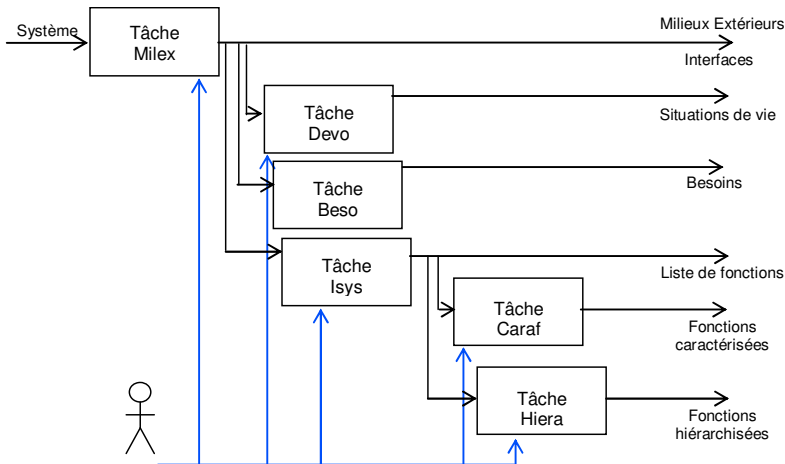 Système
Tâche
Milex
Milieux Extérieurs
Interfaces
Tâche
Devo
Situations de vie
Tâche
Beso
Besoins
Tâche
Isys
Liste de fonctions
Tâche
Caraf
Fonctions
caractérisées
Tâche
Hiera
Fonctions
hiérarchisées